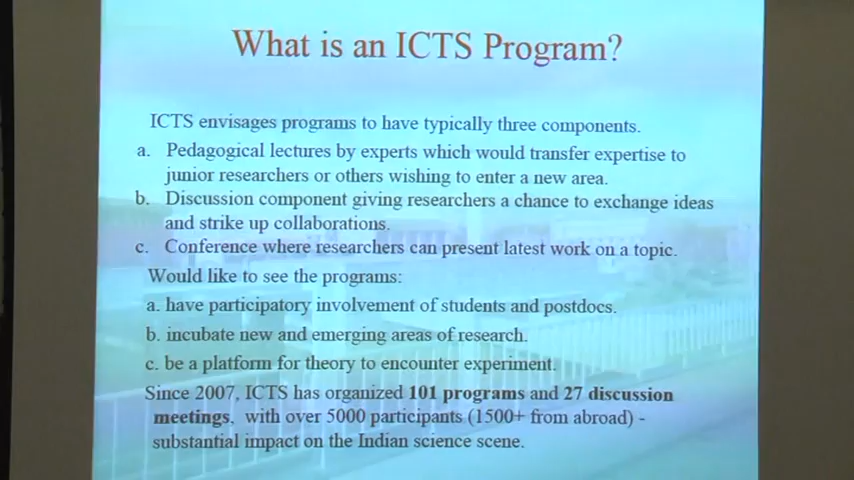 What is an ICTS Program?
ICTS envisages programs to have typically three components.
a. Pedagogical lectures by experts which would transfer expertise to
junior researchers or others wishing to enter a new area.
b. Discussion component giving researchers a chance to exchange ideas
and strike up collaborations.
c. Conference where researchers can present latest work on a topic.
Would like to see the programs:
a. have participatory involvement of students and postdocs.
b. incubate new and emerging areas of research.
c. be a platform for theory to encounter experiment.
Since 2007, ICTS has organized 101 programs and 27 discussion
meetings, with over 5000 participants (1500+ from abroad) -
substantial impact on the Indian science scene.